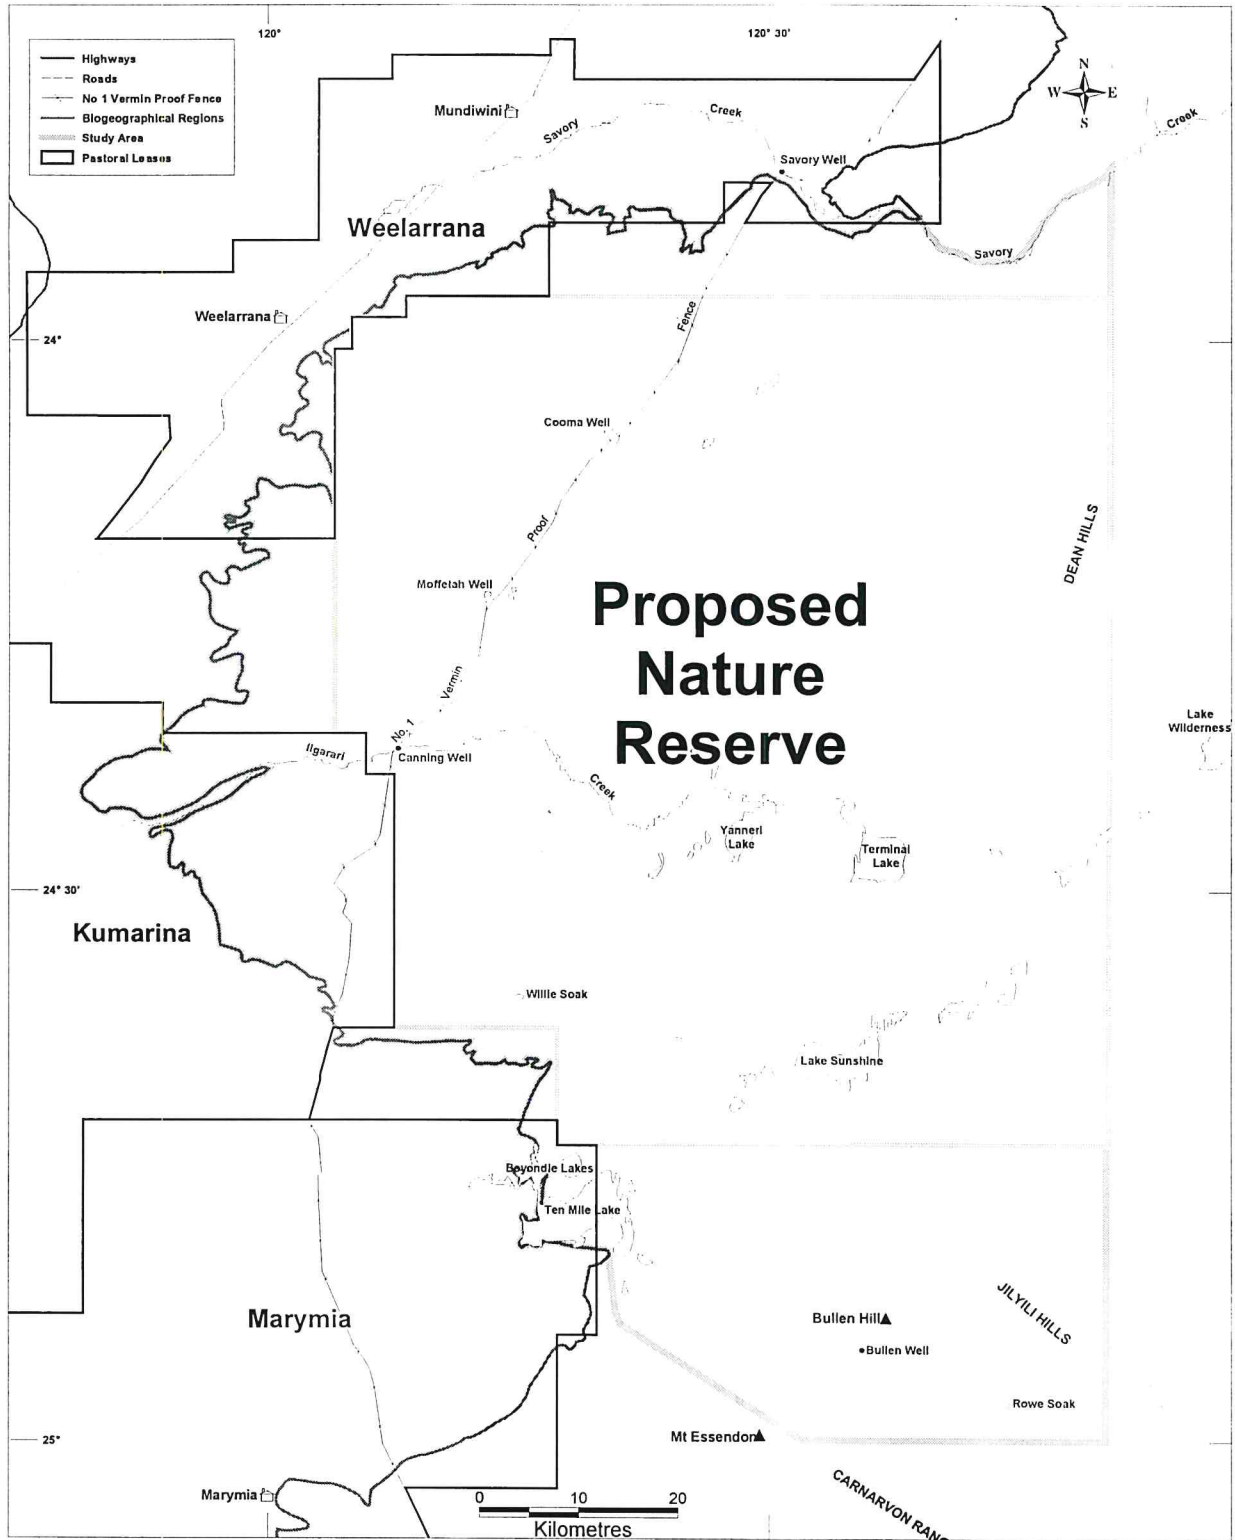 120°
120° 30'
Highways
Roads
No 1 Vermin Proof Fence
Biogeographical Regions
Study Area
Pastoral Leases
N
W E
S
Mundiwini
Savory
Creek
Creek
Savory Well
Weelarrana
Savory
Weelarrana
Fence
24°
Cooma Well
DEAN HILLS
Proof
Moffetah Well
Proposed
Nature
Reserve
Vermin
Lake
Wilderness
No. 1
Ilgarari
Canning Well
Creek
Yanneri
Lake
Terminal
Lake
24° 30'
Kumarina
Willie Soak
Lake Sunshine
Beyondie Lakes
Ten Mile Lake
JILYILI HILLS
Marymia
Bullen Hill
Bullen Well
Rowe Soak
Mt Essendon
25°
CARNARVON RANG
Marymia
0 10 20
Kilometres